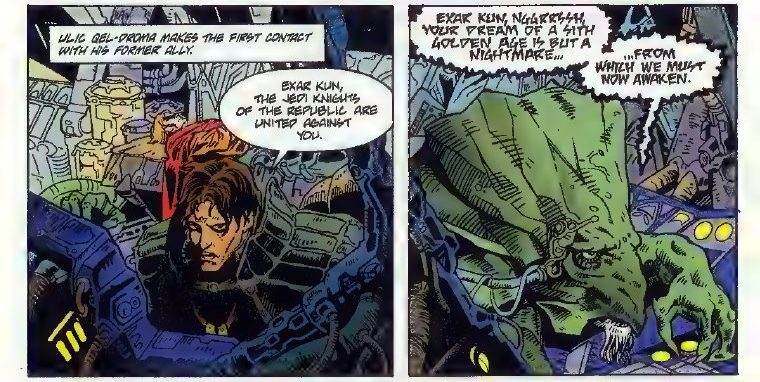 ULIC QEL-DROMA MAKES THE FIRST CONTACT
WITH HIS FORMER ALLY.
EXAR KUN,
THE JEDI KNIGHTS
OF THE REPUBLIC ARE
UNITED AGAINST
YOU.
EXAR KUN, NGGRRSSH,
YOUR DREAM OF A SITH
GOLDEN AGE IS BUT A
NIGHTMARE...
...FROM
WHICH WE MUST
NOW AWAKEN.